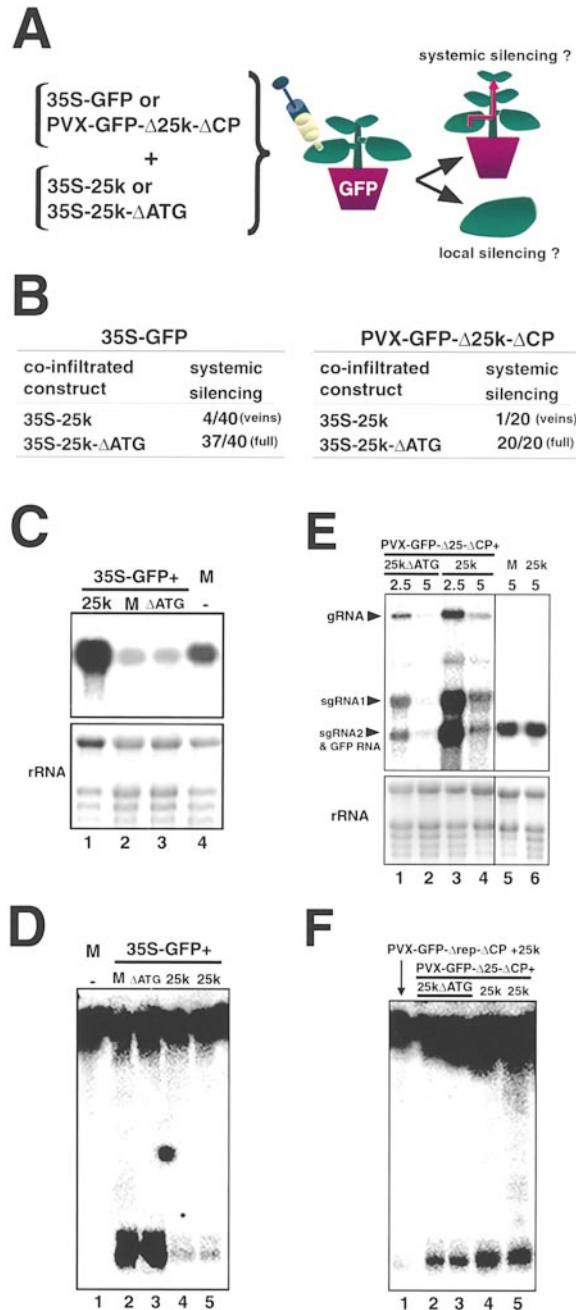 A
35S-GFP or
PVX-GFP-Δ25k-ΔCP
+
35S-25k or
35S-25k-ΔATG
GFP
systemic silencing ?
local silencing ?
B
35S-GFP
co-infiltrated construct systemic silencing
35S-25k 4/40 (veins)
35S-25k-ΔATG 37/40 (full)
PVX-GFP-Δ25k-ΔCP
co-infiltrated construct systemic silencing
35S-25k 1/20 (veins)
35S-25k-ΔATG 20/20 (full)
C
35S-GFP+ M
25k M ΔATG -
rRNA
1 2 3 4
E
PVX-GFP-Δ25-ΔCP+
25kΔATG 25k M 25k
2.5 5 2.5 5 5 5
gRNA
sgRNA1
sgRNA2
& GFP RNA
rRNA
1 2 3 4 5 6
D
M 35S-GFP+
- M ΔATG 25k 25k
1 2 3 4 5
F
PVX-GFP-Δrep-ΔCP +25k
PVX-GFP-Δ25-ΔCP+
25kΔATG 25k 25k
1 2 3 4 5